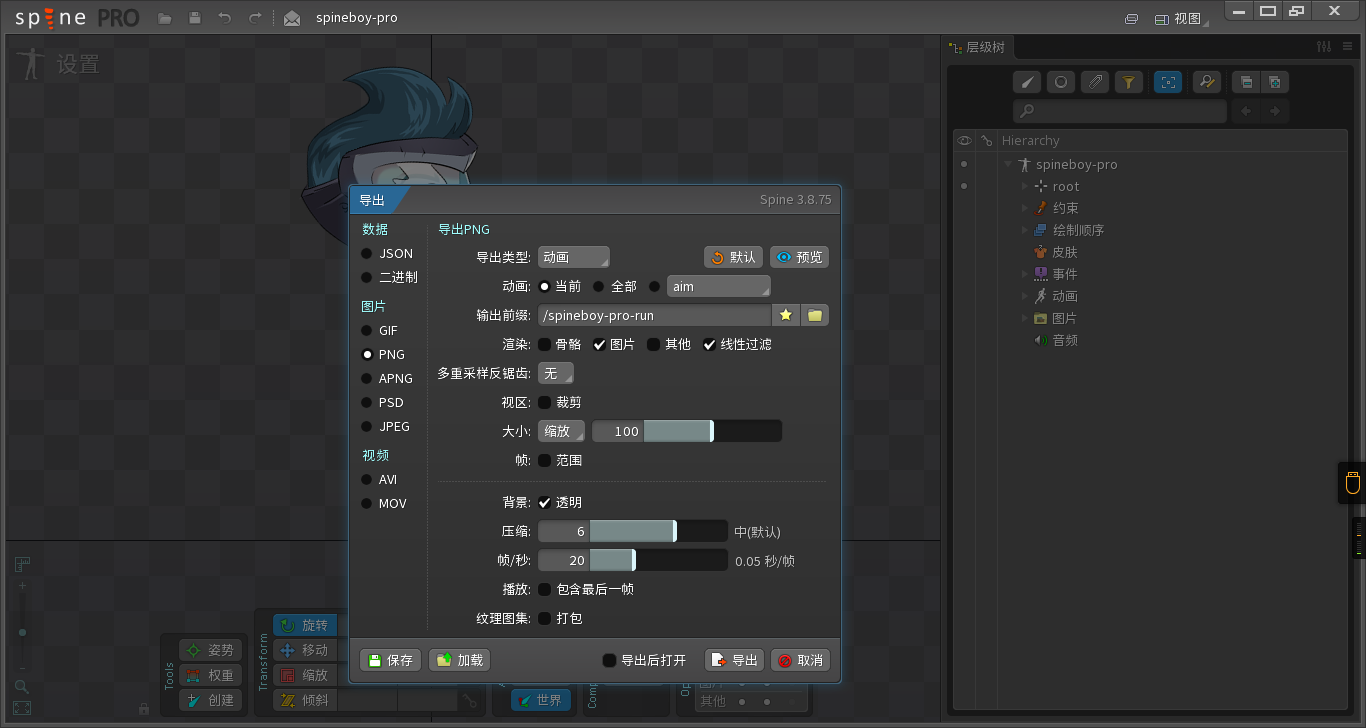 spine PRO spineboy-pro 视图
设置
层级树
Hierarchy
spineboy-pro
root
约束
绘制顺序
皮肤
事件
动画
图片
音频
导出 Spine 3.8.75
数据
JSON
二进制
图片
GIF
PNG
APNG
PSD
JPEG
视频
AVI
MOV
导出PNG
导出类型: 动画 默认 预览
动画: 当前 全部 aim
输出前缀: /spineboy-pro-run
渲染: 骨骼 图片 其他 线性过滤
多重采样反锯齿: 无
视区: 裁剪
大小: 缩放 100
帧: 范围
背景: 透明
压缩: 6 中(默认)
帧/秒: 20 0.05 秒/帧
播放: 包含最后一帧
纹理图集: 打包
保存 加载 导出后打开 导出 取消
Tools
姿势
权重
创建
Transform
旋转
移动
缩放
倾斜
世界
其他